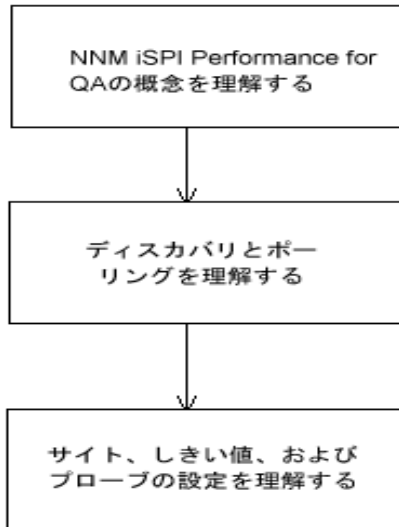 NNM iSPI Performance for
QAの概念を理解する
ディスカバリとポー
リングを理解する
サイト、しきい値、および
プローブの設定を理解する